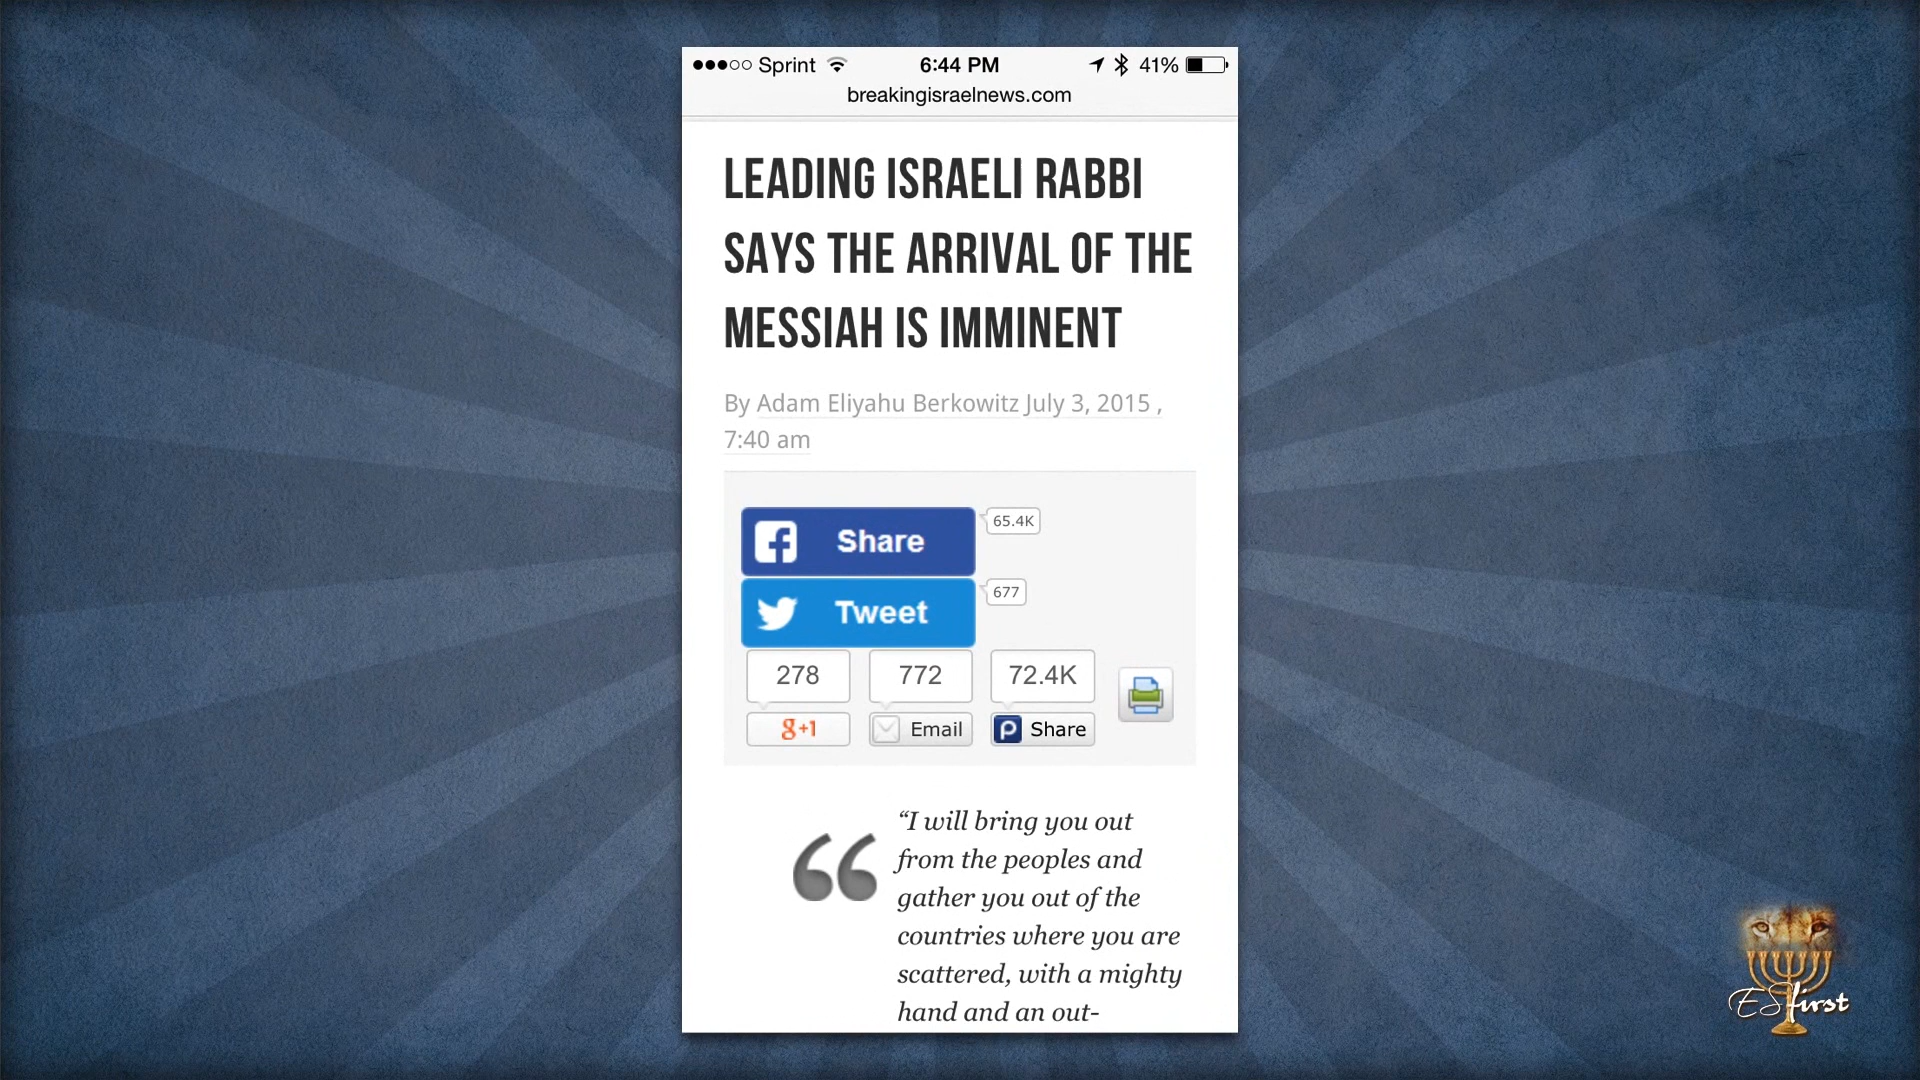 Sprint 6:44 PM 41%
breakingisraelnews.com
LEADING ISRAELI RABBI
SAYS THE ARRIVAL OF THE
MESSIAH IS IMMINENT
By Adam Eliyahu Berkowitz July 3, 2015 ,
7:40 am
Share 65.4K
Tweet 677
278 772 72.4K
g+1 Email Share
“I will bring you out
from the peoples and
gather you out of the
countries where you are
scattered, with a mighty
hand and an out-
ESfirst